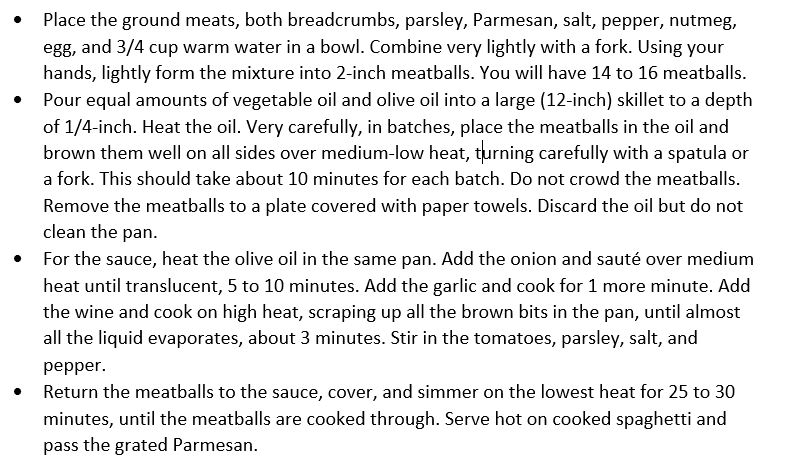 • Place the ground meats, both breadcrumbs, parsley, Parmesan, salt, pepper, nutmeg,
egg, and 3/4 cup warm water in a bowl. Combine very lightly with a fork. Using your
hands, lightly form the mixture into 2-inch meatballs. You will have 14 to 16 meatballs.
• Pour equal amounts of vegetable oil and olive oil into a large (12-inch) skillet to a depth
of 1/4-inch. Heat the oil. Very carefully, in batches, place the meatballs in the oil and
brown them well on all sides over medium-low heat, turning carefully with a spatula or
a fork. This should take about 10 minutes for each batch. Do not crowd the meatballs.
Remove the meatballs to a plate covered with paper towels. Discard the oil but do not
clean the pan.
• For the sauce, heat the olive oil in the same pan. Add the onion and sauté over medium
heat until translucent, 5 to 10 minutes. Add the garlic and cook for 1 more minute. Add
the wine and cook on high heat, scraping up all the brown bits in the pan, until almost
all the liquid evaporates, about 3 minutes. Stir in the tomatoes, parsley, salt, and
pepper.
• Return the meatballs to the sauce, cover, and simmer on the lowest heat for 25 to 30
minutes, until the meatballs are cooked through. Serve hot on cooked spaghetti and
pass the grated Parmesan.